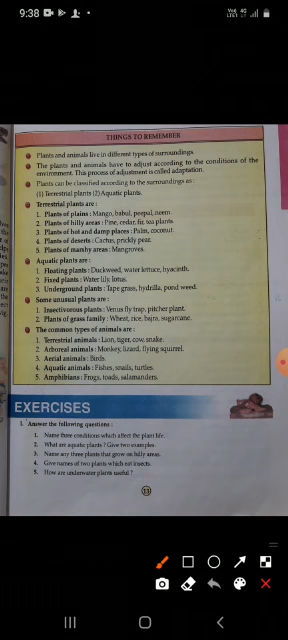 9:38
THINGS TO REMEMBER
Plants and animals live in different types of surroundings.
The plants and animals have to adjust according to the conditions of the
environment. This process of adjustment is called adaptation.
Plants can be classified according to the surroundings as :
(1) Terrestrial plants (2) Aquatic plants.
Terrestrial plants are :
1. Plants of plains : Mango, babul, peepal, neem.
2. Plants of hilly areas : Pine, cedar, fir, tea plants.
3. Plants of hot and damp places : Palm, coconut.
4. Plants of deserts : Cactus, prickly pear.
5. Plants of marshy areas : Mangroves.
Aquatic plants are :
1. Floating plants : Duckweed, water lettuce, hyacinth.
2. Fixed plants : Water lily, lotus.
3. Underground plants : Tape grass, hydrilla, pond weed.
Some unusual plants are :
1. Insectivorous plants : Venus fly trap, pitcher plant.
2. Plants of grass family : Wheat, rice, bajra, sugarcane.
The common types of animals are :
1. Terrestrial animals : Lion, tiger, cow, snake.
2. Arboreal animals : Monkey, lizard, flying squirrel.
3. Aerial animals : Birds.
4. Aquatic animals : Fishes, snails, turtles.
5. Amphibians : Frogs, toads, salamanders.
EXERCISES
1. Answer the following questions :
1. Name three conditions which affect the plant life.
2. What are aquatic plants ? Give two examples.
3. Name any three plants that grow on hilly areas.
4. Give names of two plants which eat insects.
5. How are underwater plants useful ?
13